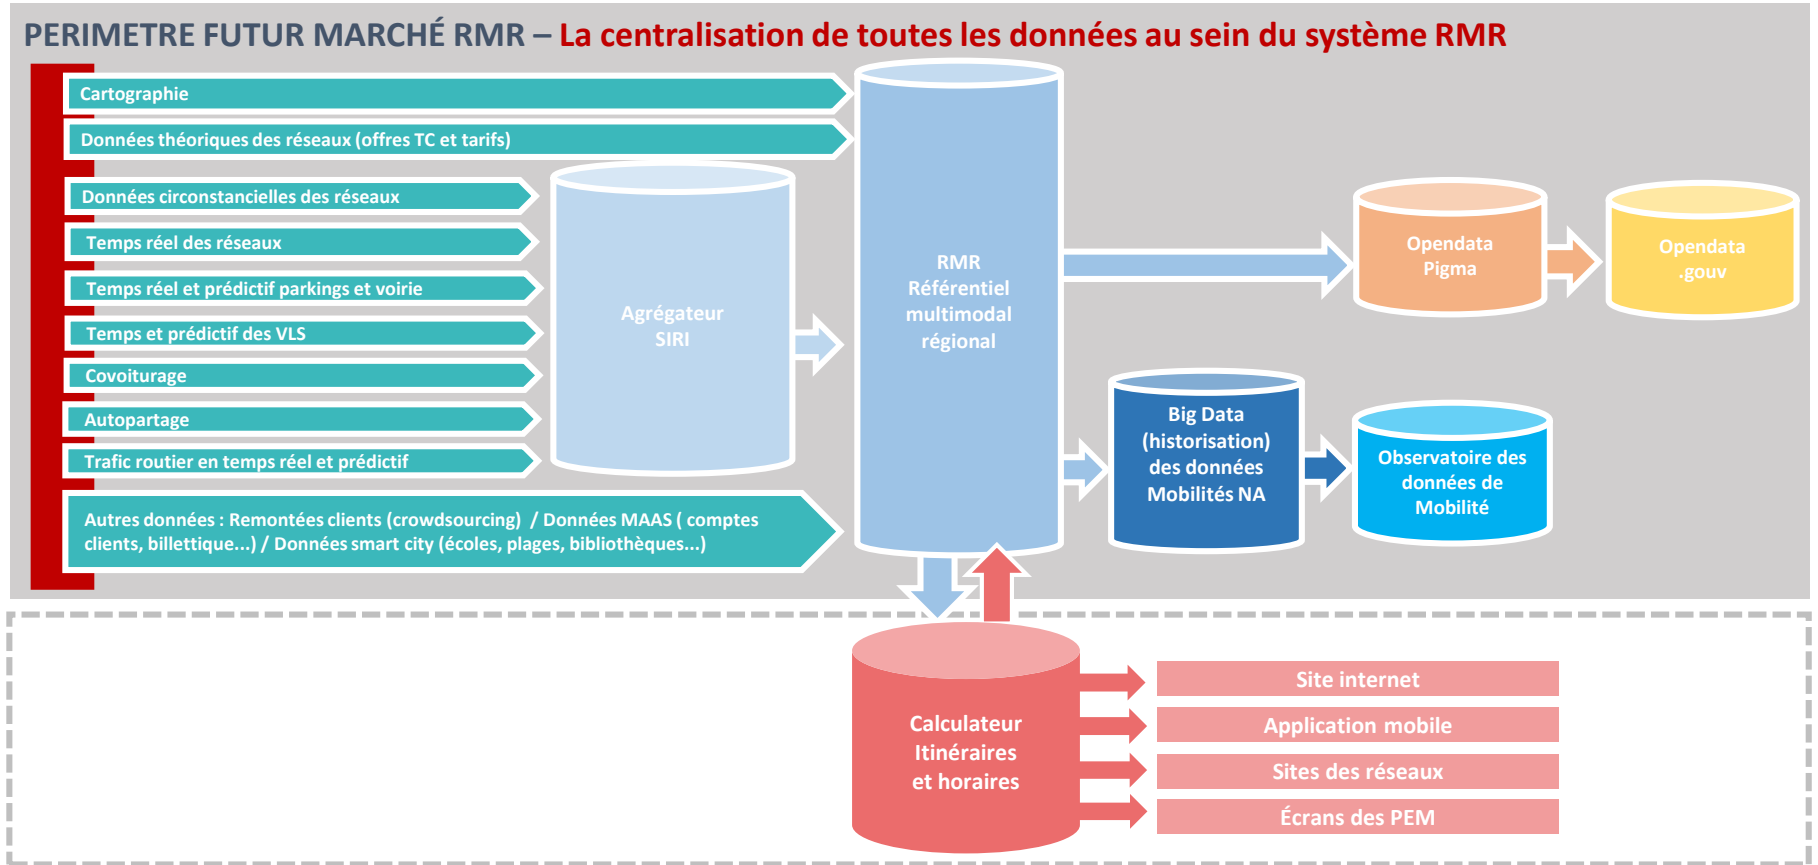 PERIMETRE FUTUR MARCHÉ RMR – La centralisation de toutes les données au sein du système RMR
Cartographie
Données théoriques des réseaux (offres TC et tarifs)
Données circonstancielles des réseaux
Temps réel des réseaux
Temps réel et prédictif parkings et voirie
Temps et prédictif des VLS
Covoiturage
Autopartage
Trafic routier en temps réel et prédictif
Autres données : Remontées clients (crowdsourcing) / Données MAAS ( comptes
clients, billettique...) / Données smart city (écoles, plages, bibliothèques...)
Agrégateur
SIRI
RMR
Référentiel
multimodal
régional
Opendata
Pigma
Opendata
.gouv
Big Data
(historisation)
des données
Mobilités NA
Observatoire des
données de
Mobilité
Calculateur
Itinéraires
et horaires
Site internet
Application mobile
Sites des réseaux
Écrans des PEM